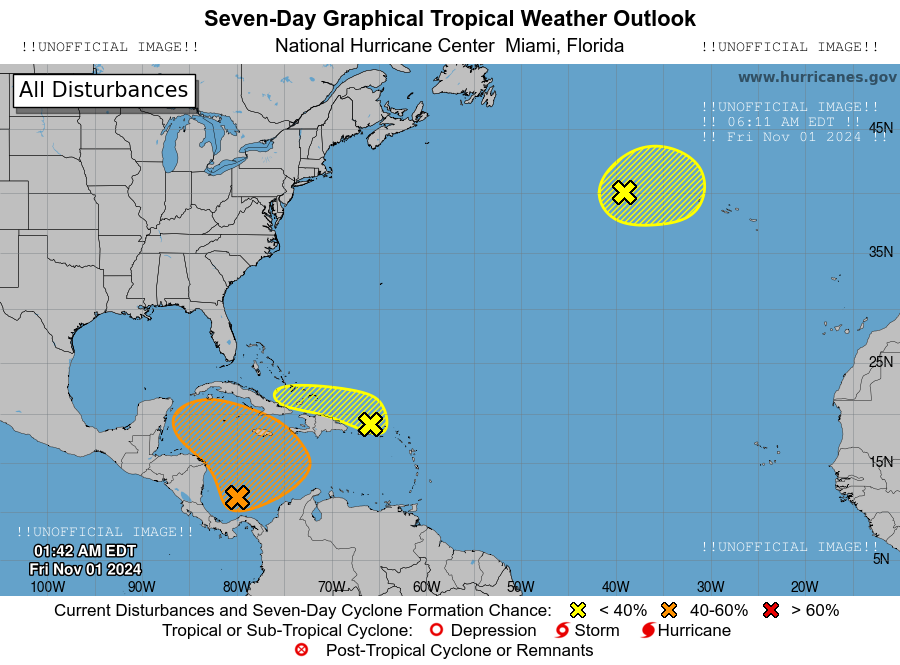 Seven-Day Graphical Tropical Weather Outlook
!!UNOFFICIAL IMAGE!! National Hurricane Center Miami, Florida !!UNOFFICIAL IMAGE!!
All Disturbances
www.hurricanes.gov
!!UNOFFICIAL IMAGE!!
!! 06:11 AM EDT !!
!! Fri Nov 01 2024 !!
45N
35N
25N
15N
!!UNOFFICIAL IMAGE!!
01:42 AM EDT
Fri Nov 01 2024
!!UNOFFICIAL IMAGE!!
5N
100W 90W 80W 70W 60W 50W 40W 30W 20W
Current Disturbances and Seven-Day Cyclone Formation Chance: < 40% 40-60% > 60%
Tropical or Sub-Tropical Cyclone: Depression Storm Hurricane
Post-Tropical Cyclone or Remnants